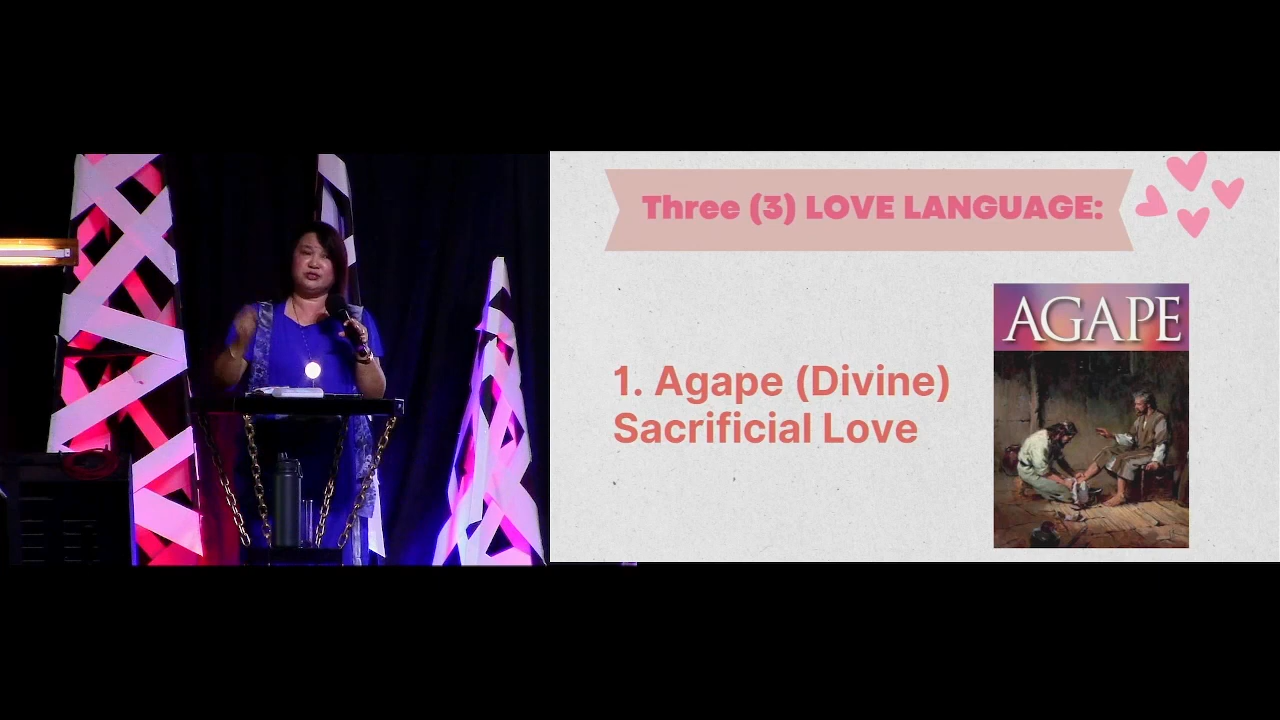 Three (3) LOVE LANGUAGE:
AGAPE
1. Agape (Divine)
Sacrificial Love